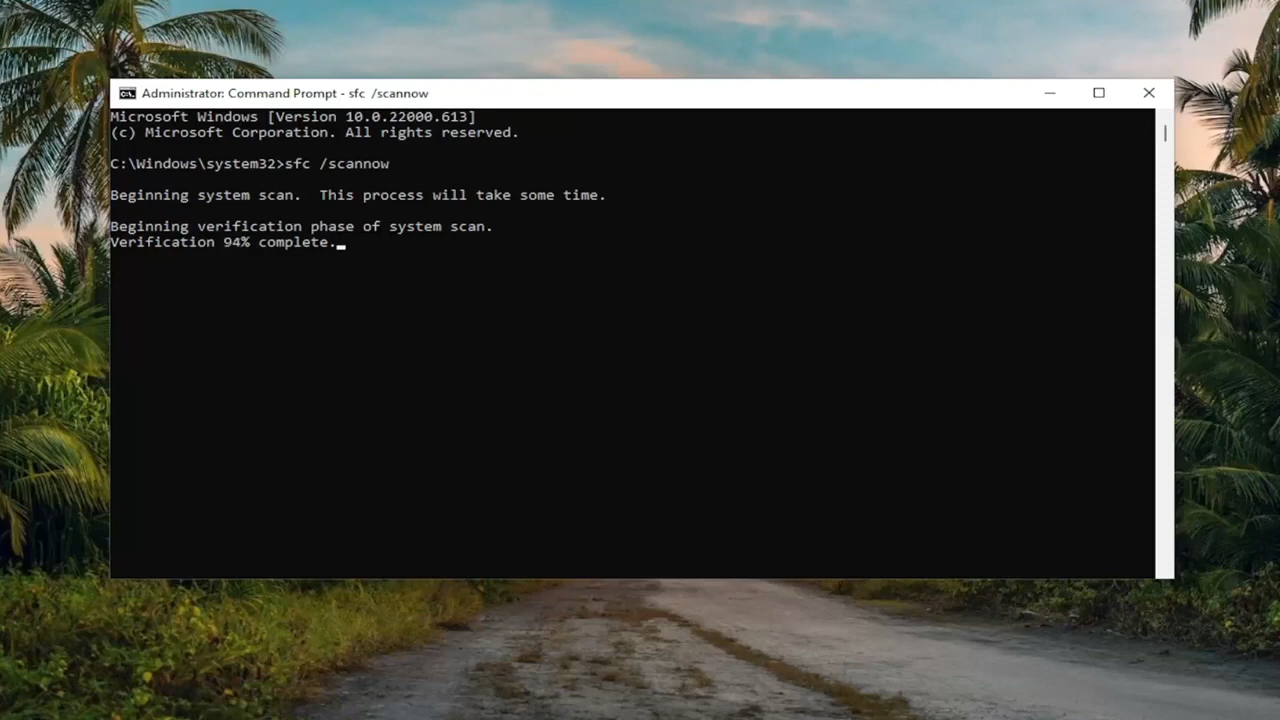 Administrator: Command Prompt - sfc /scannow
Microsoft Windows [Version 10.0.22000.613]
(c) Microsoft Corporation. All rights reserved.
C:\Windows\system32>sfc /scannow
Beginning system scan.  This process will take some time.
Beginning verification phase of system scan.
Verification 94% complete.